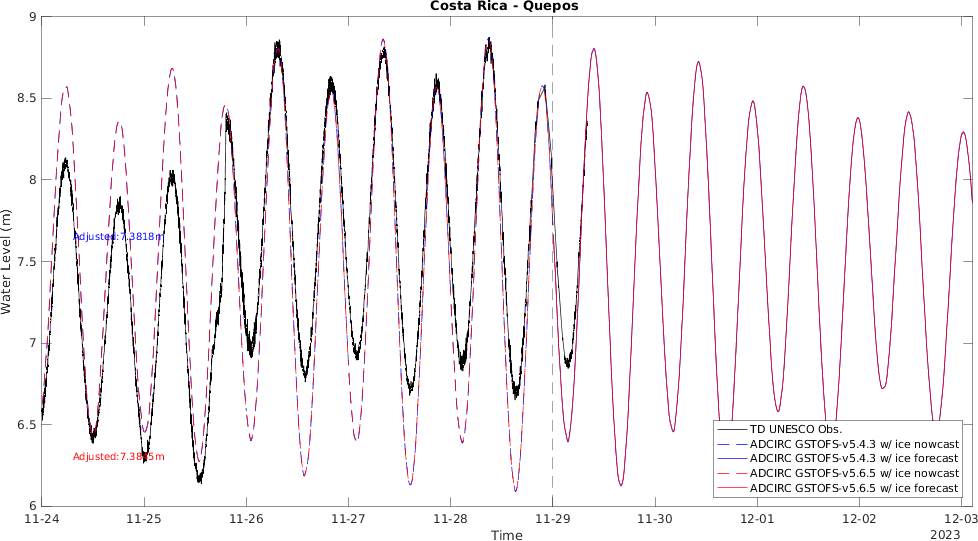 Costa Rica - Quepos
9
8.5
8
7.5
7
6.5
6
Water Level (m)
Adjusted:7.3818m
TD UNESCO Obs.
ADCIRC GSTOFS-v5.4.3 w/ ice nowcast
ADCIRC GSTOFS-v5.4.3 w/ ice forecast
ADCIRC GSTOFS-v5.6.5 w/ ice nowcast
ADCIRC GSTOFS-v5.6.5 w/ ice forecast
11-24 11-25 11-26 11-27 11-28 11-29 11-30 12-01 12-02 12-03
Time
2023